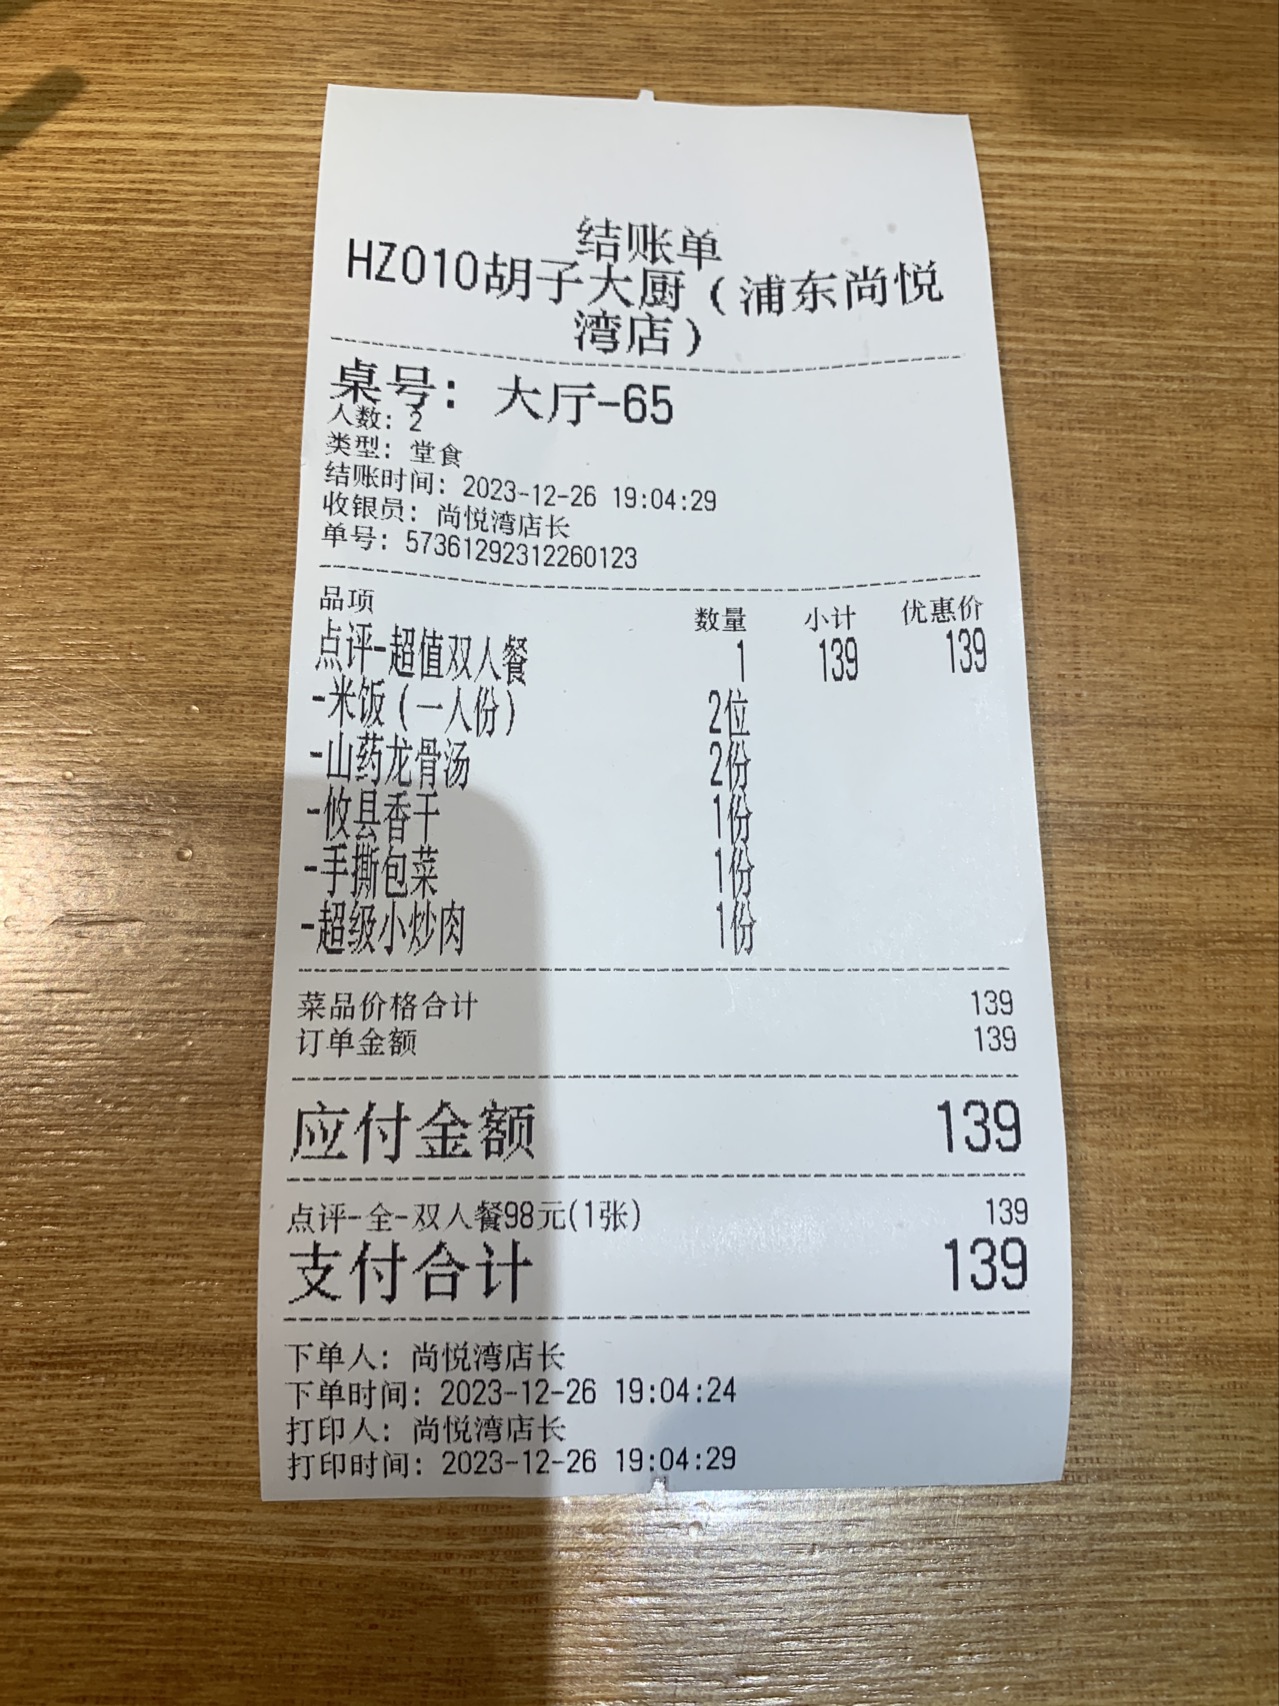 结账单
HZ010胡子大厨（浦东尚悦
湾店）
桌号：大厅-65
人数：2
类型：堂食
结账时间：2023-12-26 19:04:29
收银员：尚悦湾店长
单号：573612923122​60123
品项 数量 小计 优惠价
点评-超值双人餐 1 139 139
-米饭（一人份） 2位
-山药龙骨汤 2份
-攸县香干 1份
-手撕包菜 1份
-超级小炒肉 1份
菜品价格合计 139
订单金额 139
应付金额 139
点评-全-双人餐98元(1张) 139
支付合计 139
下单人：尚悦湾店长
下单时间：2023-12-26 19:04:24
打印人：尚悦湾店长
打印时间：2023-12-26 19:04:29